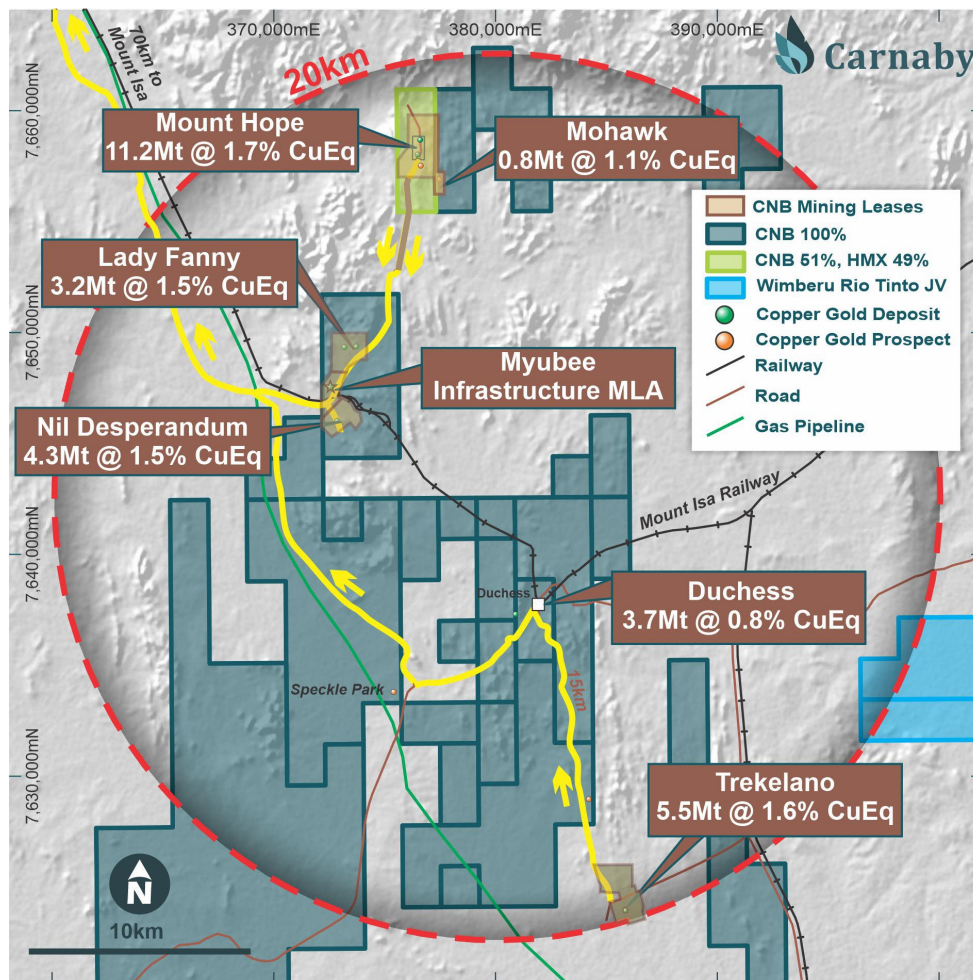 370,000mE
380,000mE
390,000mE
Carnaby
70km to
Mount Isa
20km
7,660,000mN
Mount Hope
11.2Mt @ 1.7% CuEq
Mohawk
0.8Mt @ 1.1% CuEq
CNB Mining Leases
CNB 100%
CNB 51%, HMX 49%
Wimberu Rio Tinto JV
Copper Gold Deposit
Copper Gold Prospect
Railway
Road
Gas Pipeline
Lady Fanny
3.2Mt @ 1.5% CuEq
7,650,000mN
Myubee
Infrastructure MLA
Nil Desperandum
4.3Mt @ 1.5% CuEq
Mount Isa Railway
7,640,000mN
Duchess
Duchess
3.7Mt @ 0.8% CuEq
Speckle Park
15km
7,630,000mN
Trekelano
5.5Mt @ 1.6% CuEq
N
10km